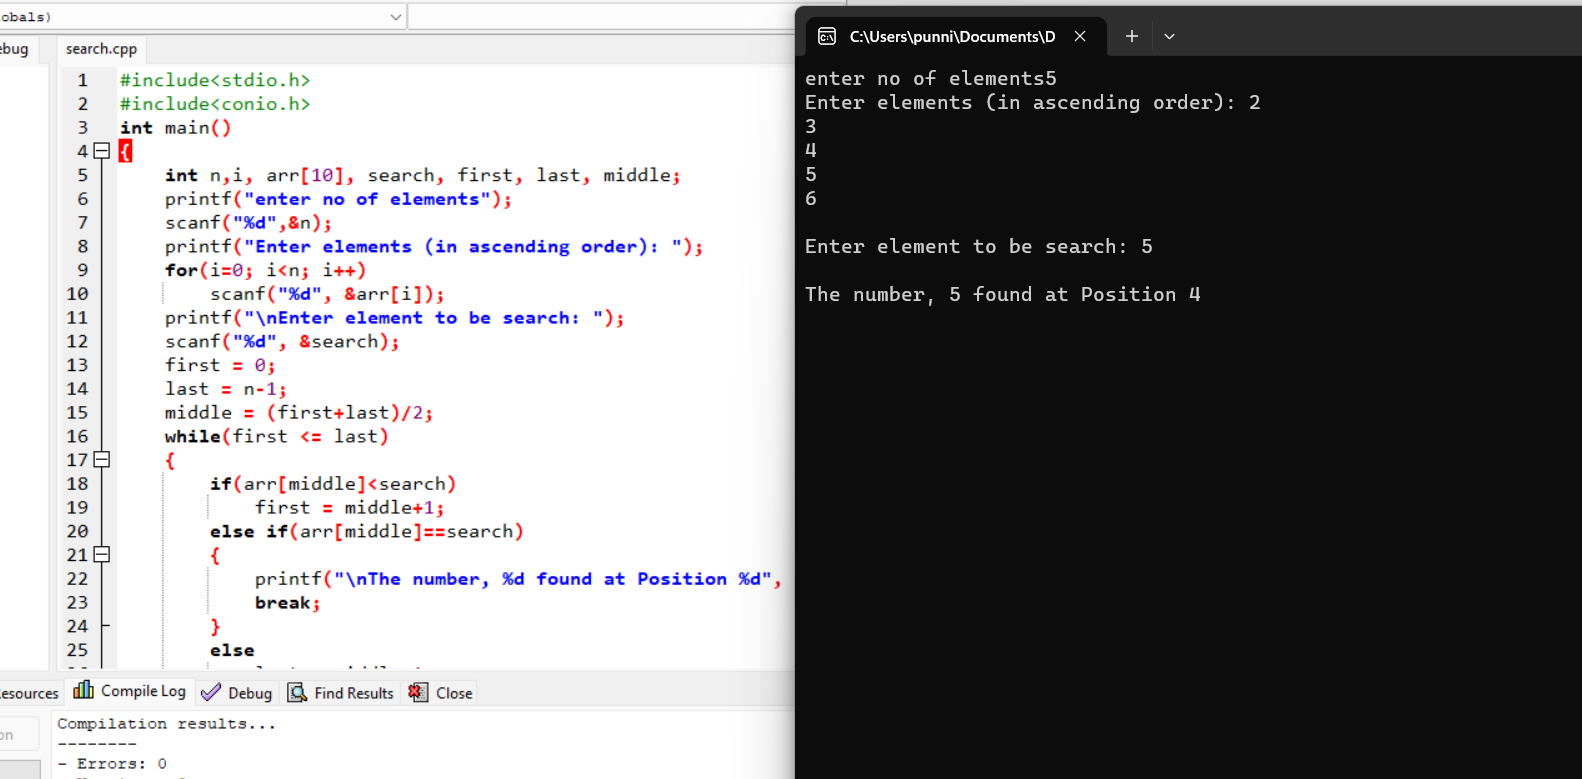 obals)
ebug
search.cpp
1 #include<stdio.h>
2 #include<conio.h>
3 int main()
4 {
5 int n,i, arr[10], search, first, last, middle;
6 printf("enter no of elements");
7 scanf("%d",&n);
8 printf("Enter elements (in ascending order): ");
9 for(i=0; i<n; i++)
10 scanf("%d", &arr[i]);
11 printf("\nEnter element to be search: ");
12 scanf("%d", &search);
13 first = 0;
14 last = n-1;
15 middle = (first+last)/2;
16 while(first <= last)
17 {
18 if(arr[middle]<search)
19 first = middle+1;
20 else if(arr[middle]==search)
21 {
22 printf("\nThe number, %d found at Position %d",
23 break;
24 }
25 else
esources
Compile Log
Debug
Find Results
Close
on
Compilation results...
--------
- Errors: 0
C:\Users\punni\Documents\D
enter no of elements5
Enter elements (in ascending order): 2
3
4
5
6
Enter element to be search: 5
The number, 5 found at Position 4